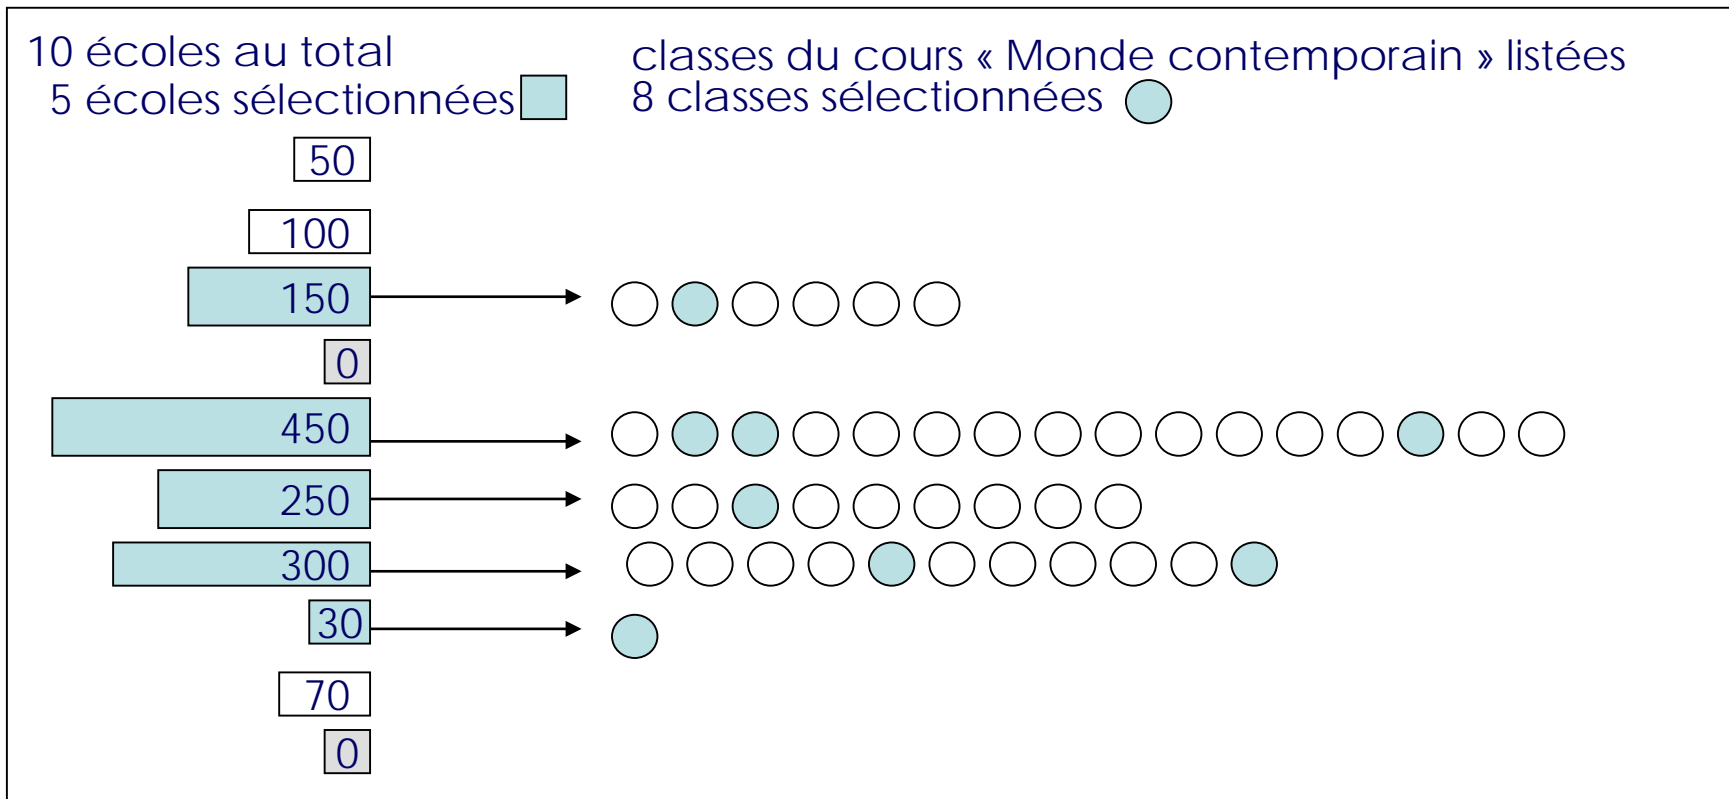 10 écoles au total
5 écoles sélectionnées
classes du cours « Monde contemporain » listées
8 classes sélectionnées
50
100
150
0
450
250
300
30
70
0